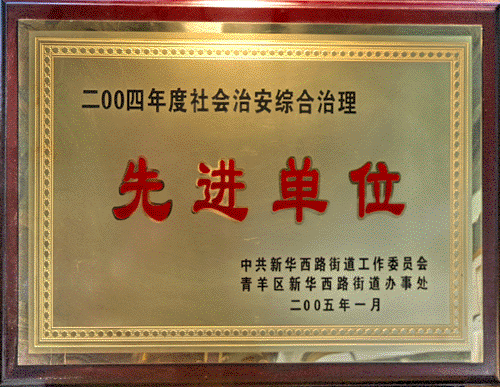 二00四年度社会治安综合治理
先进单位
中共新华西路街道工作委员会
青羊区新华西路街道办事处
二00五年一月